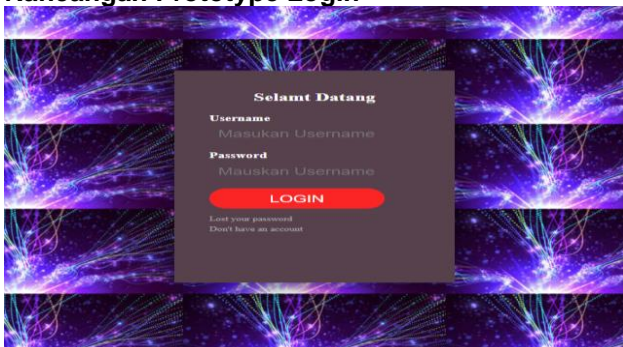 Rancangan Prototype Login
Selamt Datang
Username
Masukan Username
Password
Mauskan Username
LOGIN
Lost your password
Don't have an account